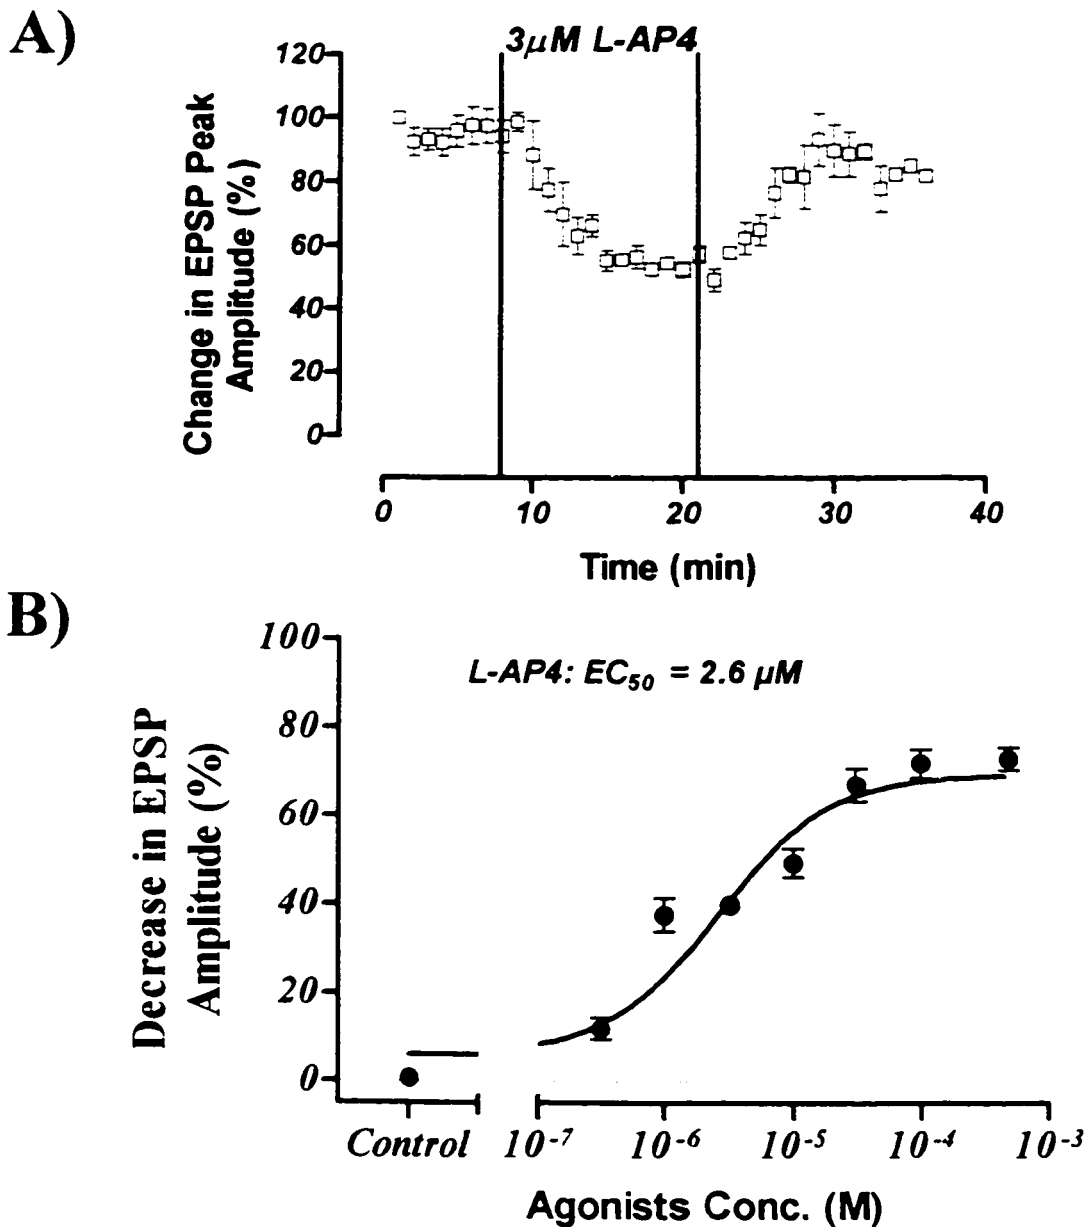 A)
3μM L-AP4
120
100
80
60
40
20
0
Change in EPSP Peak
Amplitude (%)
0 10 20 30 40
Time (min)
B)
L-AP4: EC50 = 2.6 μM
100
80
60
40
20
0
Decrease in EPSP
Amplitude (%)
Control 10-7 10-6 10-5 10-4 10-3
Agonists Conc. (M)